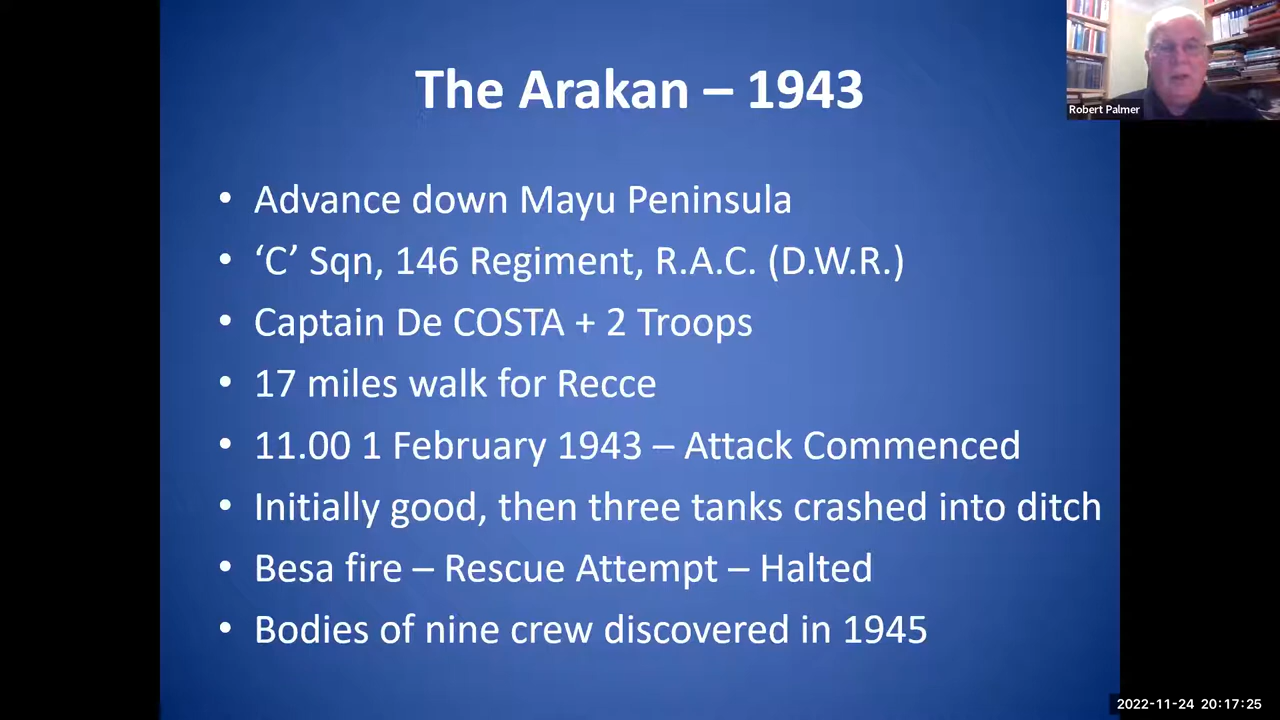 The Arakan – 1943
Robert Palmer
• Advance down Mayu Peninsula
• ‘C’ Sqn, 146 Regiment, R.A.C. (D.W.R.)
• Captain De COSTA + 2 Troops
• 17 miles walk for Recce
• 11.00 1 February 1943 – Attack Commenced
• Initially good, then three tanks crashed into ditch
• Besa fire – Rescue Attempt – Halted
• Bodies of nine crew discovered in 1945
2022-11-24 20:17:25